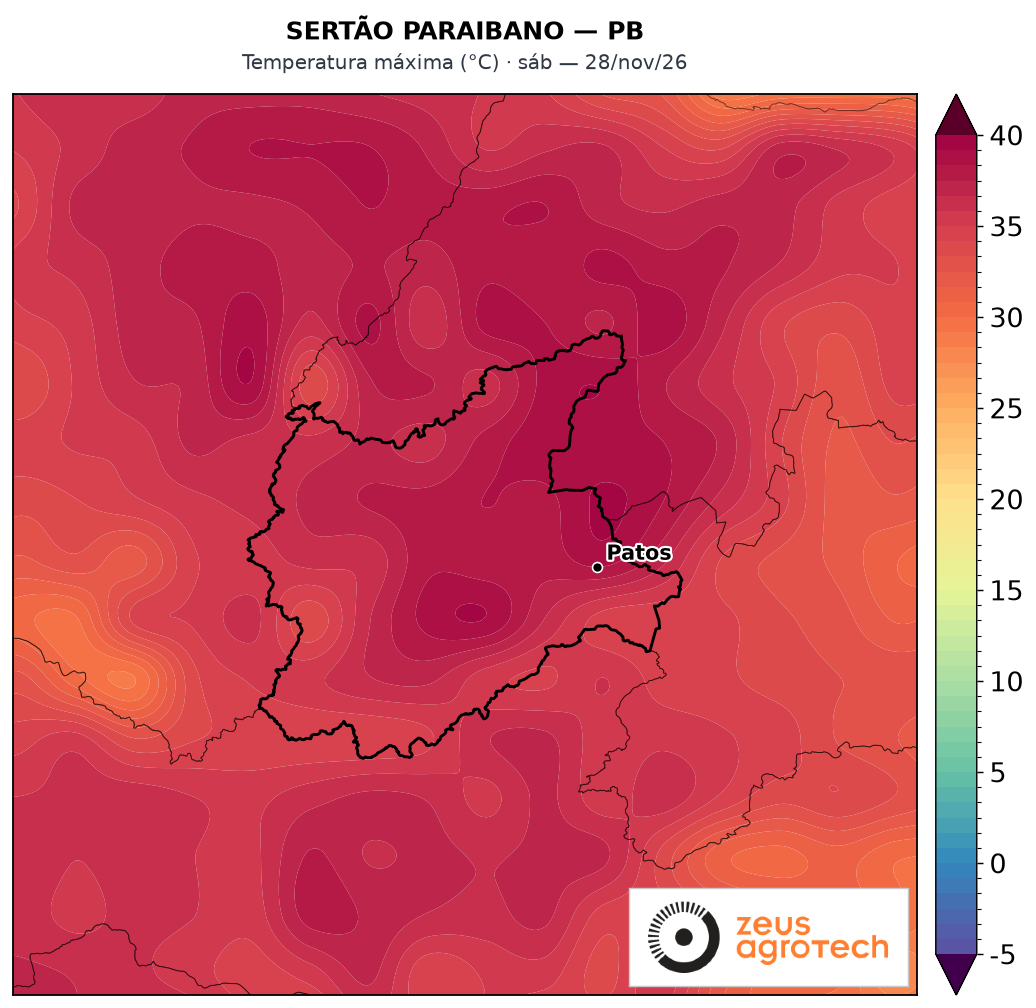 SERTÃO PARAIBANO — PB
Temperatura máxima (°C) · sáb — 28/nov/26
40
35
30
25
20
15
10
5
0
-5
Patos
zeus
agrotech